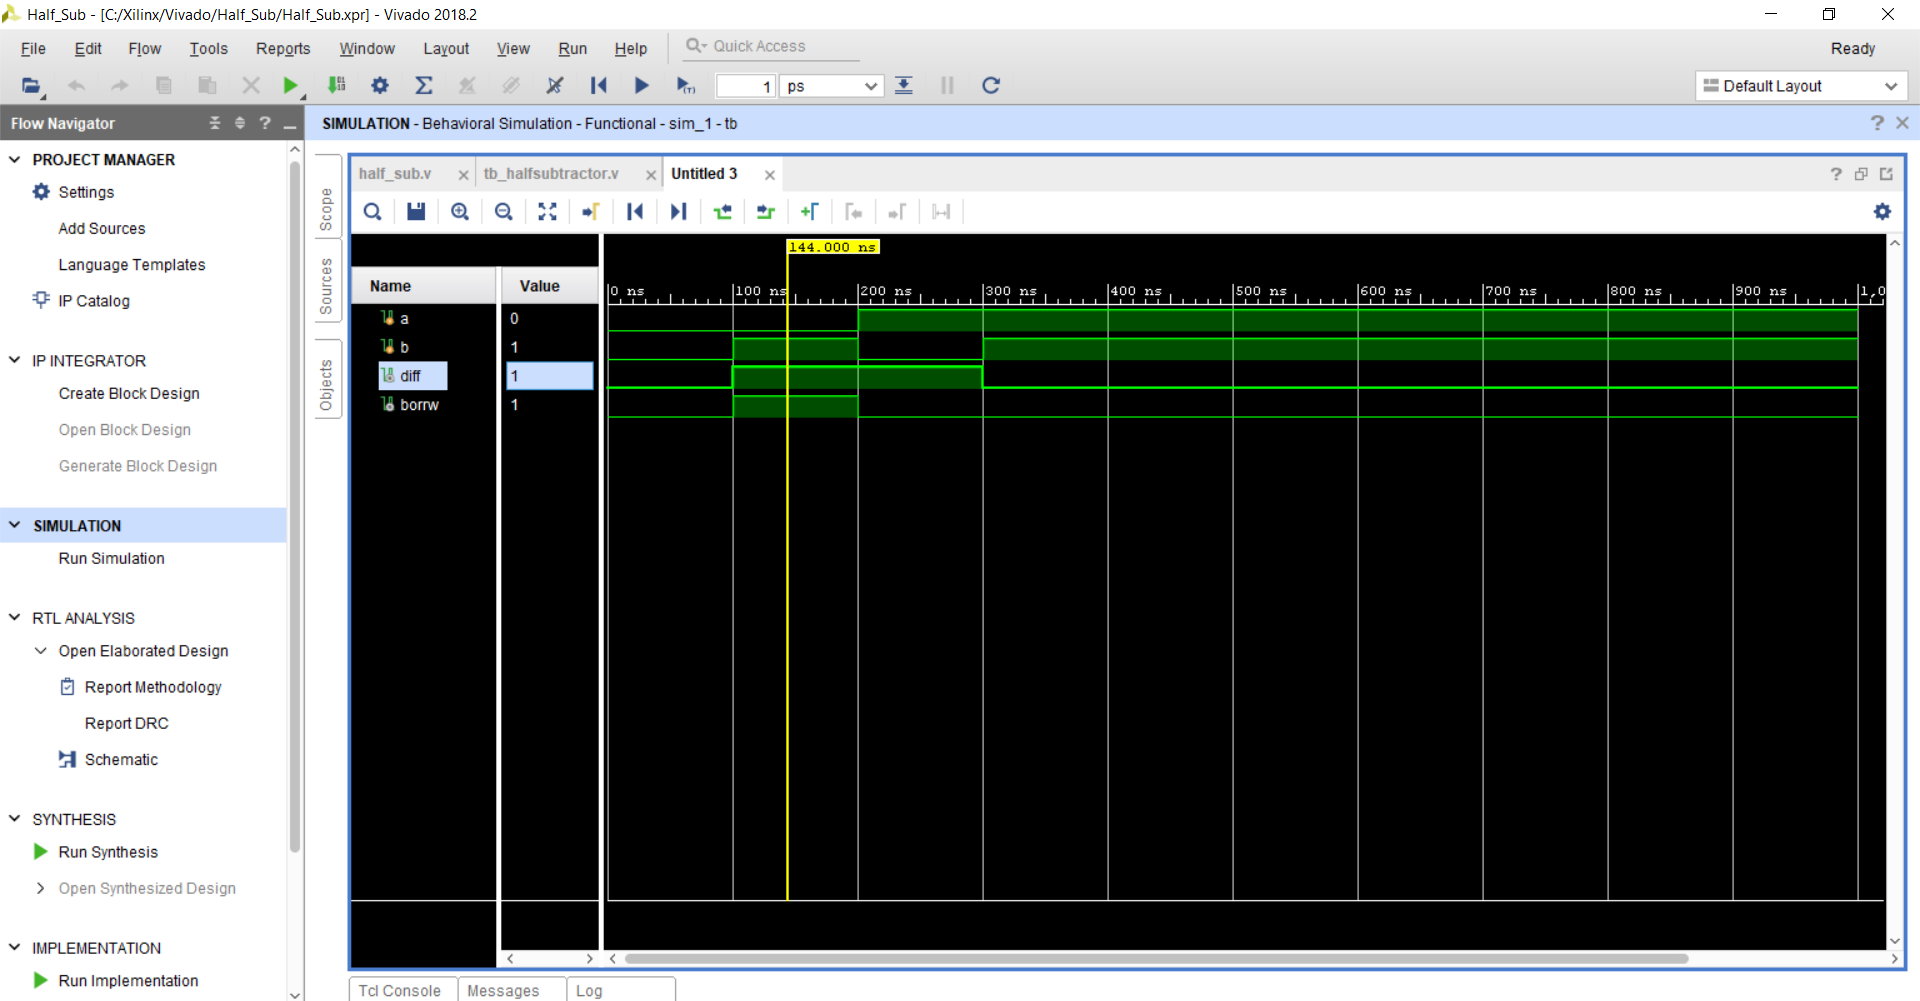 Half_Sub - [C:/Xilinx/Vivado/Half_Sub/Half_Sub.xpr] - Vivado 2018.2
File Edit Flow Tools Reports Window Layout View Run Help Quick Access Ready
1 ps Default Layout
Flow Navigator
SIMULATION - Behavioral Simulation - Functional - sim_1 - tb
PROJECT MANAGER
Settings
Add Sources
Language Templates
IP Catalog
IP INTEGRATOR
Create Block Design
Open Block Design
Generate Block Design
SIMULATION
Run Simulation
RTL ANALYSIS
Open Elaborated Design
Report Methodology
Report DRC
Schematic
SYNTHESIS
Run Synthesis
Open Synthesized Design
IMPLEMENTATION
Run Implementation
Scope
Sources
Objects
half_sub.v tb_halfsubtractor.v Untitled 3
144.000 ns
Name Value
0 ns 100 ns 200 ns 300 ns 400 ns 500 ns 600 ns 700 ns 800 ns 900 ns 1,0
a 0
b 1
diff 1
borrw 1
Tcl Console Messages Log